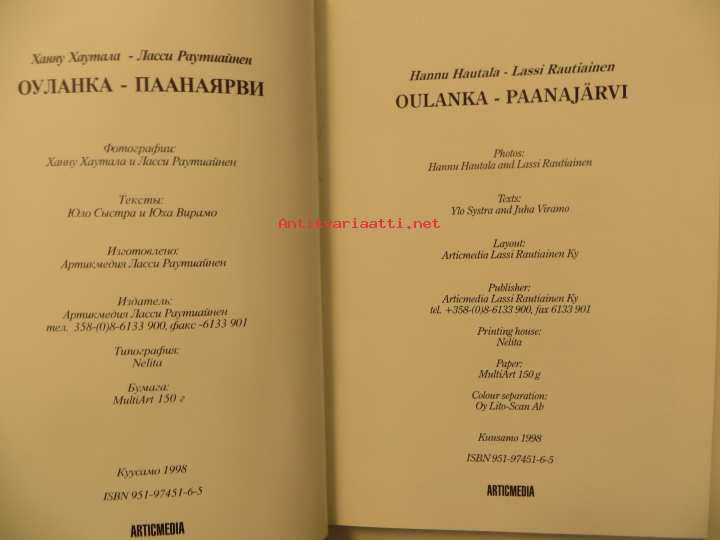 Ханну Хаутала - Ласси Раутиайнен
ОУЛАНКА - ПААНАЯРВИ
Фотографии:
Ханну Хаутала и Ласси Раутиайнен
Тексты:
Юло Сыстра и Юха Вирамо
Изготовлено:
Артикмедия Ласси Раутиайнен
Издатель:
Артикмедия Ласси Раутиайнен
тел. 358-(0)8-6133 900, факс -6133 901
Типография:
Nelita
Бумага:
MultiArt 150 г
Куусамо 1998
ISBN 951-97451-6-5
ARTICMEDIA
Hannu Hautala - Lassi Rautiainen
OULANKA - PAANAJÄRVI
Photos:
Hannu Hautala and Lassi Rautiainen
Texts:
Ylo Systra and Juha Viramo
Layout:
Articmedia Lassi Rautiainen Ky
Publisher:
Articmedia Lassi Rautiainen Ky
tel. +358-(0)8-6133 900, fax 6133 901
Printing house:
Nelita
Paper:
MultiArt 150 g
Colour separation:
Oy Lito-Scan Ab
Kuusamo 1998
ISBN 951-97451-6-5
ARTICMEDIA
Antikvariaatti.net